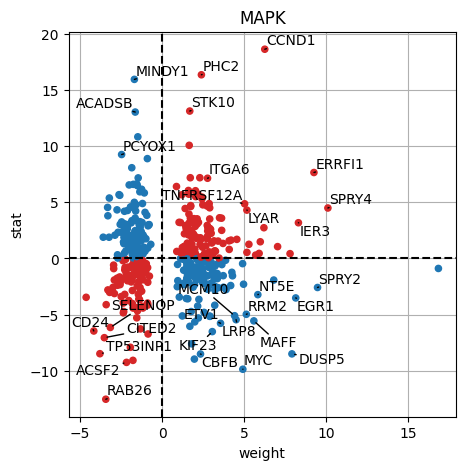 MAPK
CCND1
PHC2
MINDY1
STK10
ACADSB
PCYOX1
ITGA6
ERRFI1
TNFRSF12A
SPRY4
LYAR
IER3
MCM10
NT5E
SPRY2
SELENOP
ETV1
RRM2
EGR1
CD24
CITED2
LRP8
TP53INP1
KIF23
MAFF
ACSF2
CBFB
MYC
DUSP5
RAB26
20
15
10
5
0
−5
−10
stat
−5
0
5
10
15
weight